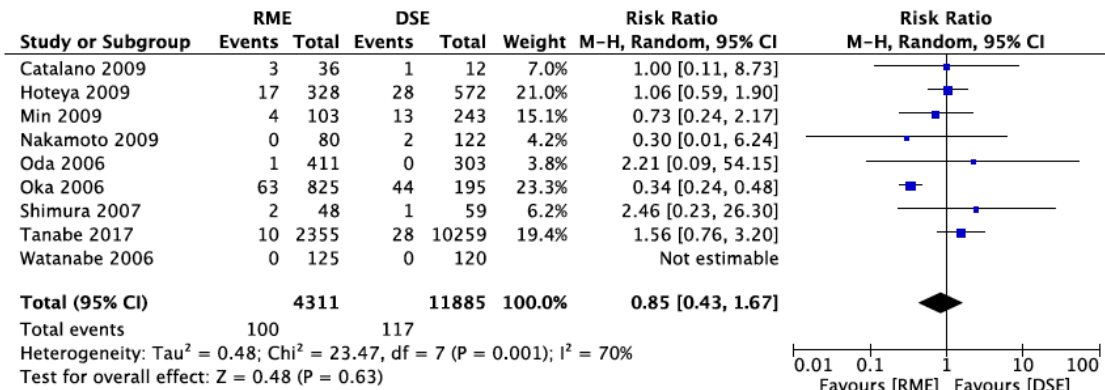 RME DSE Risk Ratio Risk Ratio
Study or Subgroup Events Total Events Total Weight M-H, Random, 95% CI M-H, Random, 95% CI
Catalano 2009 3 36 1 12 7.0% 1.00 [0.11, 8.73]
Hoteya 2009 17 328 28 572 21.0% 1.06 [0.59, 1.90]
Min 2009 4 103 13 243 15.1% 0.73 [0.24, 2.17]
Nakamoto 2009 0 80 2 122 4.2% 0.30 [0.01, 6.24]
Oda 2006 1 411 0 303 3.8% 2.21 [0.09, 54.15]
Oka 2006 63 825 44 195 23.3% 0.34 [0.24, 0.48]
Shimura 2007 2 48 1 59 6.2% 2.46 [0.23, 26.30]
Tanabe 2017 10 2355 28 10259 19.4% 1.56 [0.76, 3.20]
Watanabe 2006 0 125 0 120 Not estimable
Total (95% CI) 4311 11885 100.0% 0.85 [0.43, 1.67]
Total events 100 117
Heterogeneity: Tau² = 0.48; Chi² = 23.47, df = 7 (P = 0.001); I² = 70%
Test for overall effect: Z = 0.48 (P = 0.63)
0.01 0.1 1 10 100
Favours [RME] Favours [DSE]